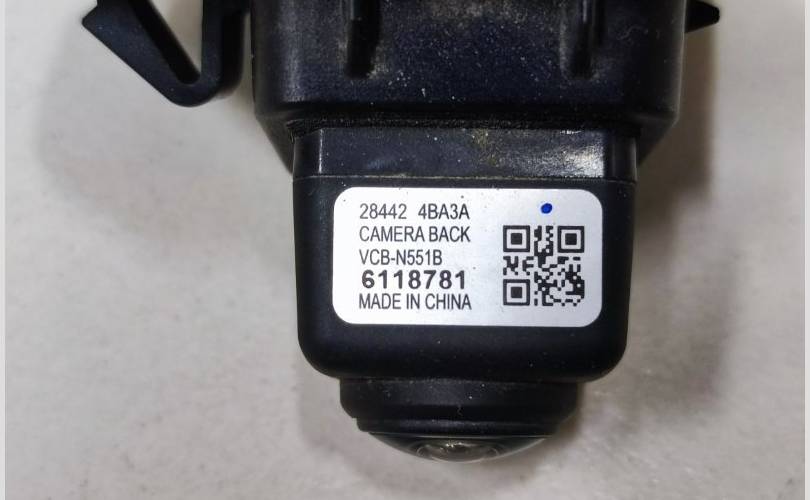 28442 4BA3A
CAMERA BACK
VCB-N551B
6118781
MADE IN CHINA